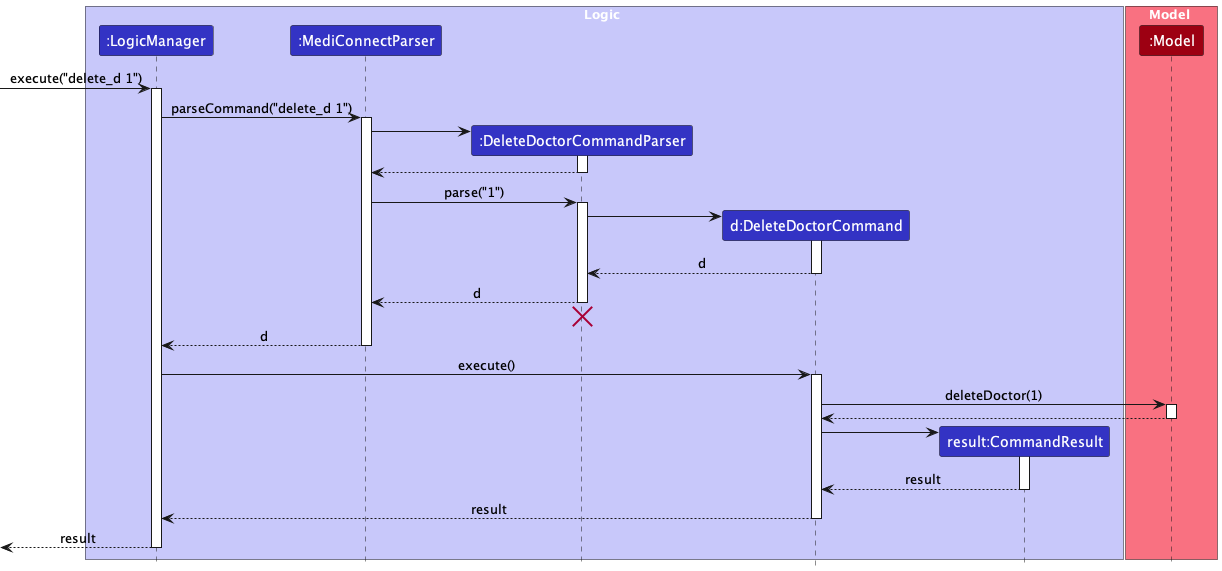 Logic
Model
:LogicManager
:MediConnectParser
:Model
execute("delete_d 1")
parseCommand("delete_d 1")
:DeleteDoctorCommandParser
parse("1")
d:DeleteDoctorCommand
d
d
d
execute()
deleteDoctor(1)
result:CommandResult
result
result
result